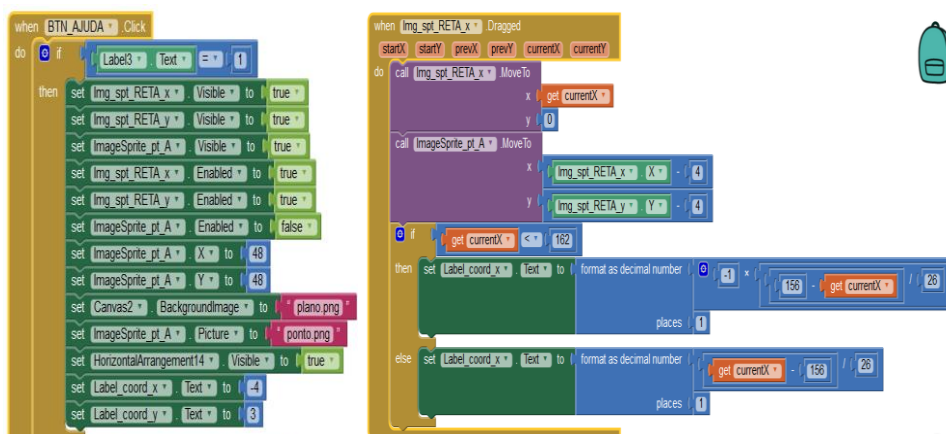 when BTN_AJUDA .Click
do if Label3 . Text = 1
then set Img_spt_RETA_x . Visible to true
set Img_spt_RETA_y . Visible to true
set ImageSprite_pt_A . Visible to true
set Img_spt_RETA_x . Enabled to true
set Img_spt_RETA_y . Enabled to true
set ImageSprite_pt_A . Enabled to false
set ImageSprite_pt_A . X to 48
set ImageSprite_pt_A . Y to 48
set Canvas2 . BackgroundImage to " plano.png "
set ImageSprite_pt_A . Picture to " ponto.png "
set HorizontalArrangement14 . Visible to true
set Label_coord_x . Text to -4
set Label_coord_y . Text to 3
when Img_spt_RETA_x .Dragged
startX startY prevX prevY currentX currentY
do call Img_spt_RETA_x .MoveTo
x get currentX
y 0
call ImageSprite_pt_A .MoveTo
x Img_spt_RETA_x . X - 4
y Img_spt_RETA_y . Y - 4
if get currentX < 162
then set Label_coord_x . Text to format as decimal number -1 × 156 - get currentX / 26
places 1
else set Label_coord_x . Text to format as decimal number get currentX - 156 / 26
places 1